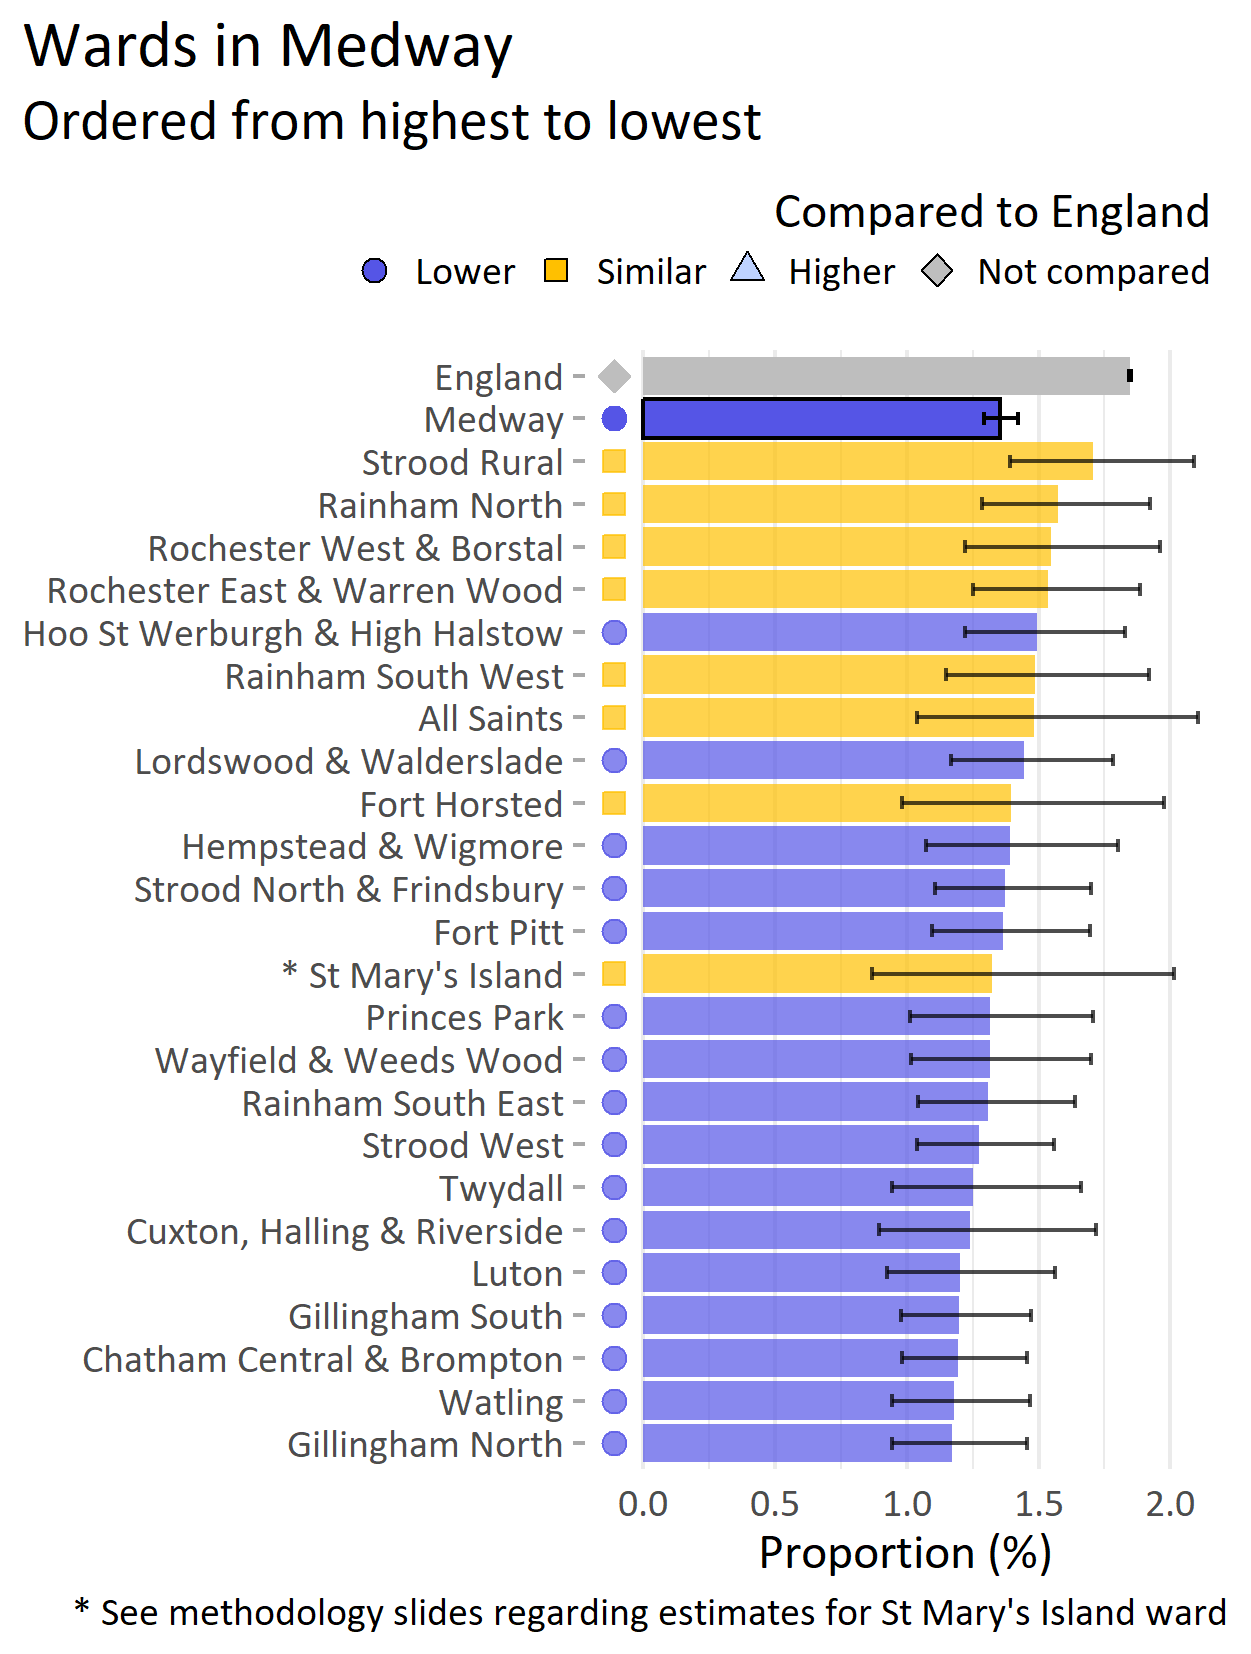 Wards in Medway
Ordered from highest to lowest
Compared to England
Lower Similar Higher Not compared
England
Medway
Strood Rural
Rainham North
Rochester West & Borstal
Rochester East & Warren Wood
Hoo St Werburgh & High Halstow
Rainham South West
All Saints
Lordswood & Walderslade
Fort Horsted
Hempstead & Wigmore
Strood North & Frindsbury
Fort Pitt
* St Mary's Island
Princes Park
Wayfield & Weeds Wood
Rainham South East
Strood West
Twydall
Cuxton, Halling & Riverside
Luton
Gillingham South
Chatham Central & Brompton
Watling
Gillingham North
0.0 0.5 1.0 1.5 2.0
Proportion (%)
* See methodology slides regarding estimates for St Mary's Island ward